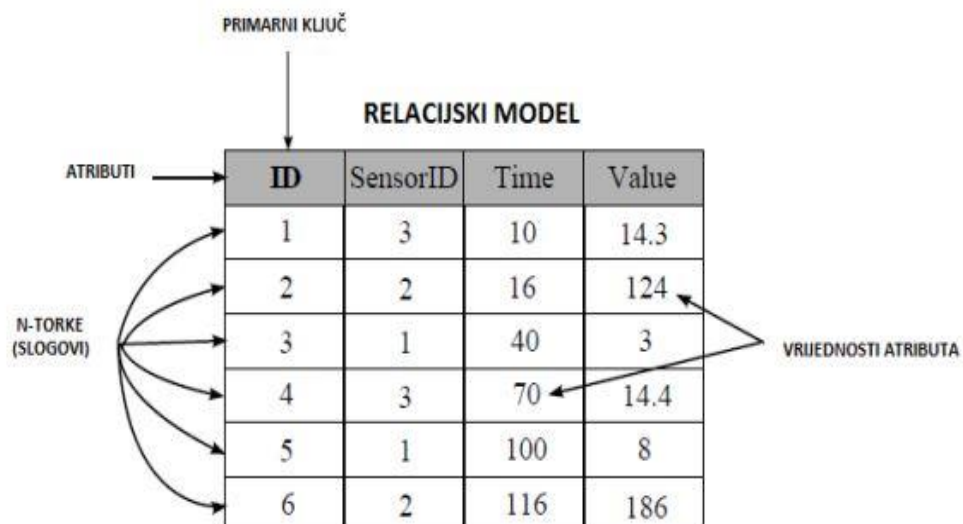 PRIMARNI KLJUČ
RELACIJSKI MODEL
ATRIBUTI
ID SensorID Time Value
1 3 10 14.3
2 2 16 124
3 1 40 3
4 3 70 14.4
5 1 100 8
6 2 116 186
N-TORKE
(SLOGOVI)
VRIJEDNOSTI ATRIBUTA